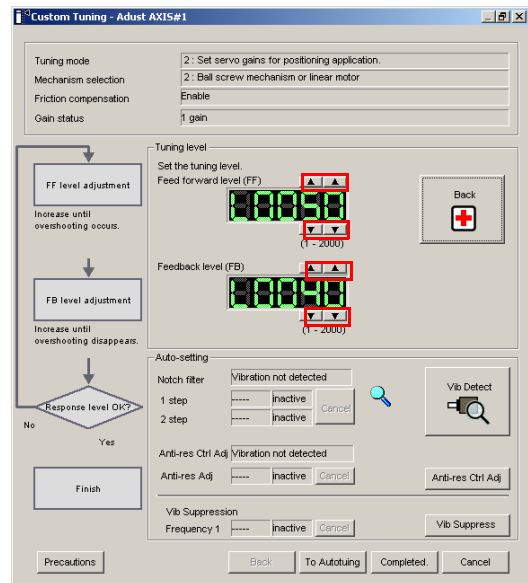 Custom Tuning - Adust AXIS#1
Tuning mode
2 : Set servo gains for positioning application.
Mechanism selection
2 : Ball screw mechanism or linear motor
Friction compensation
Enable
Gain status
1 gain
FF level adjustment
Increase until
overshooting occurs.
FB level adjustment
Increase until
overshooting disappears.
Response level OK?
No
Yes
Finish
Tuning level
Set the tuning level.
Feed forward level (FF)
L0050
(1 - 2000)
Feedback level (FB)
L0040
(1 - 2000)
Back
Auto-setting
Notch filter
Vibration not detected
1 step
-----
inactive
Cancel
2 step
-----
inactive
Vib Detect
Anti-res Ctrl Adj
Vibration not detected
Anti-res Adj
-----
inactive
Cancel
Anti-res Ctrl Adj
Vib Suppression
Frequency 1
-----
inactive
Cancel
Vib Suppress
Precautions
Back
To Autotuing
Completed.
Cancel